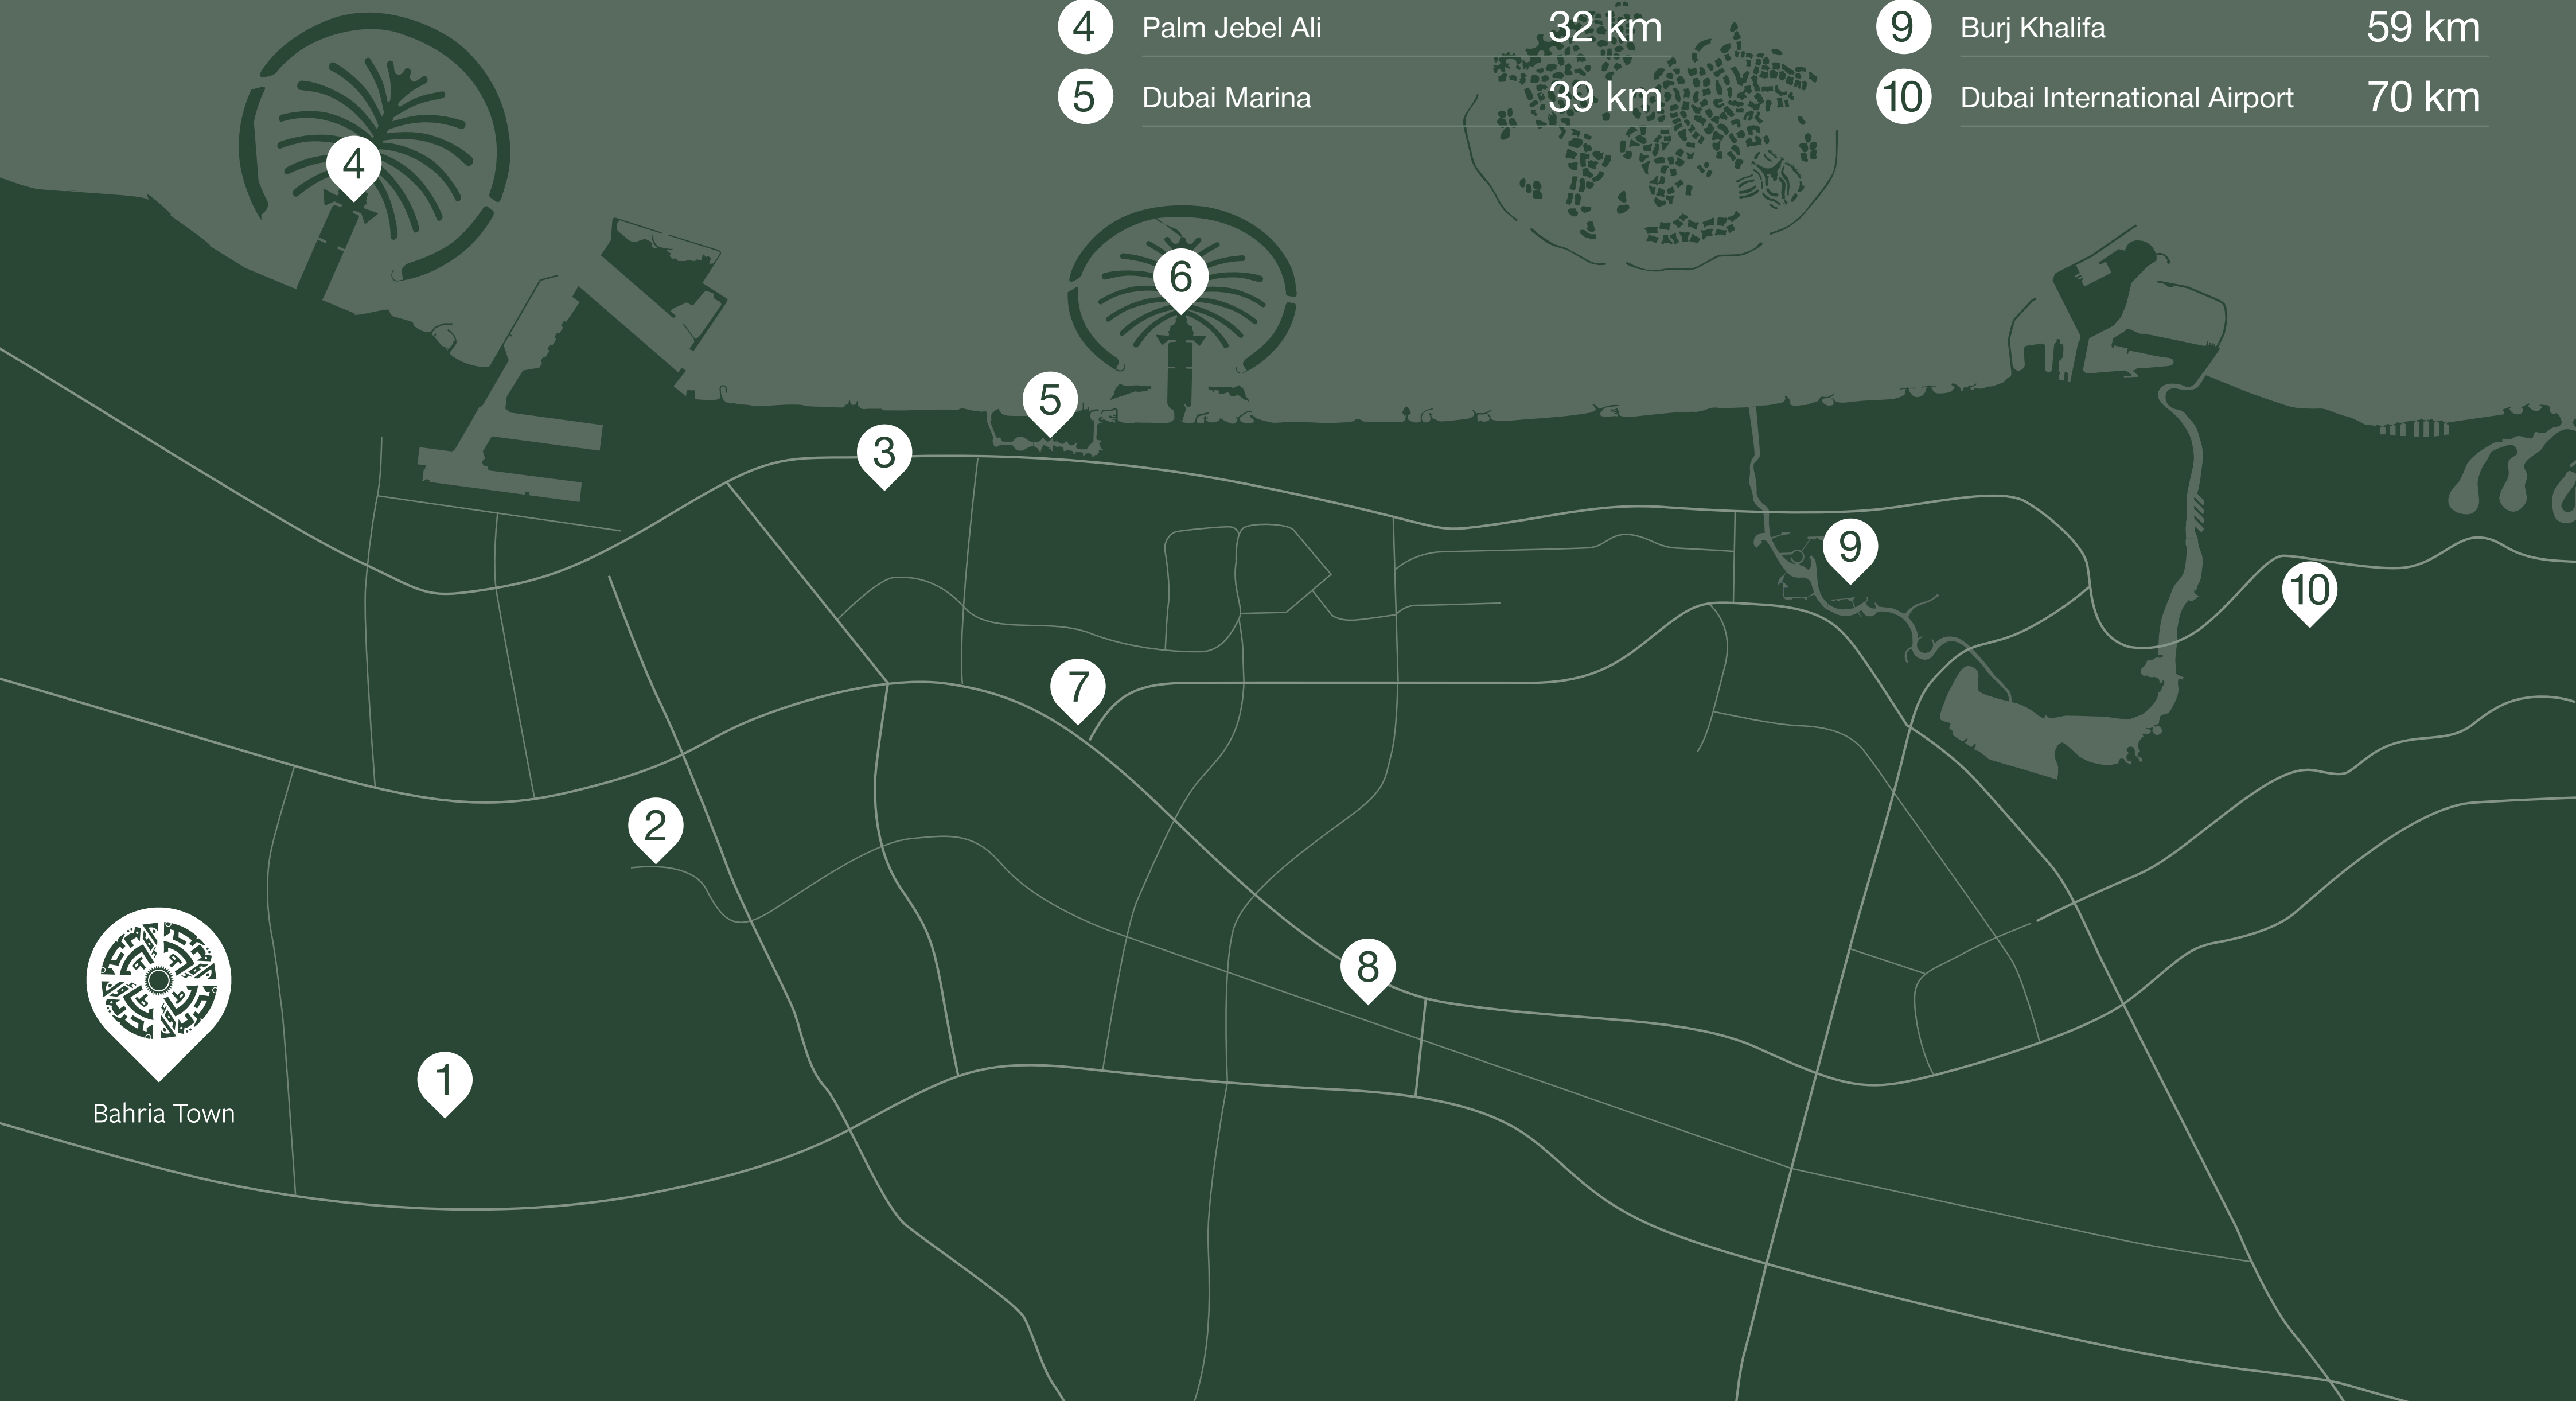 4 Palm Jebel Ali 32 km
5 Dubai Marina 39 km
9 Burj Khalifa 59 km
10 Dubai International Airport 70 km
4
6
5
3
9
10
7
2
8
1
Bahria Town